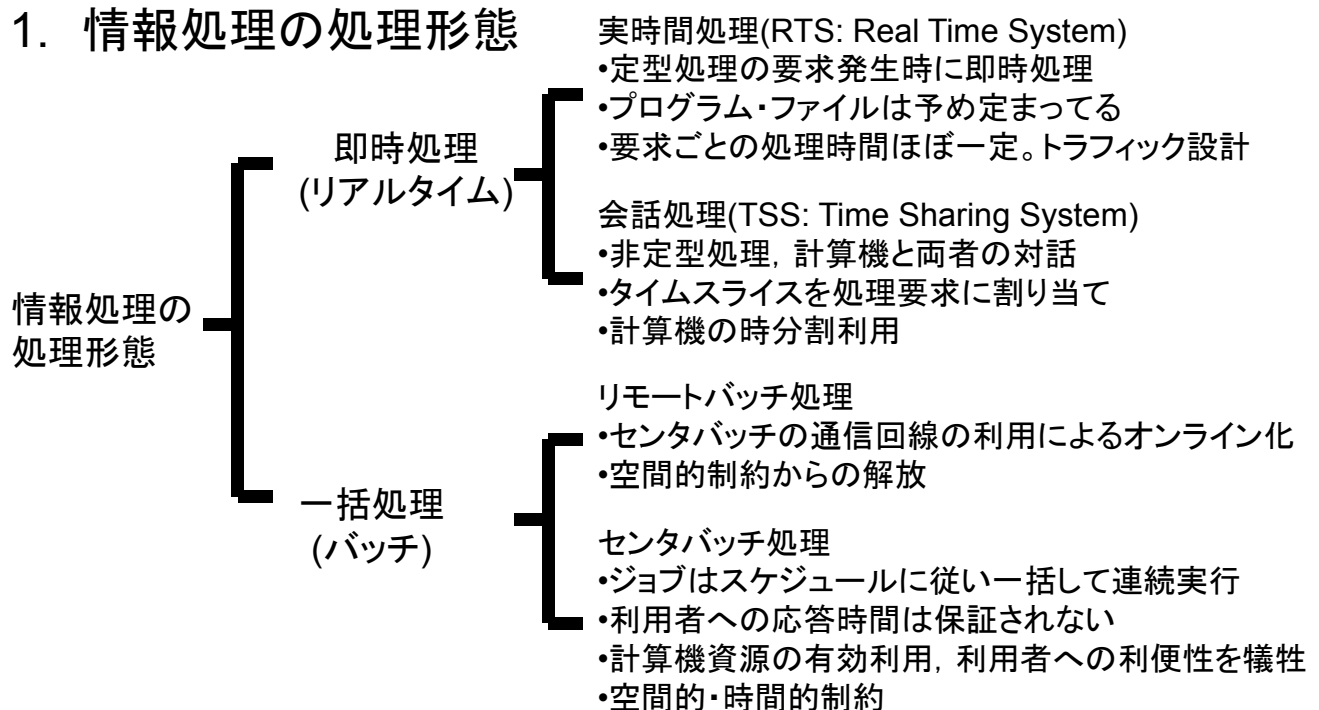 1. 情報処理の処理形態
情報処理の
処理形態
即時処理
(リアルタイム)
実時間処理(RTS: Real Time System)
•定型処理の要求発生時に即時処理
•プログラム・ファイルは予め定まってる
•要求ごとの処理時間ほぼ一定。トラフィック設計
会話処理(TSS: Time Sharing System)
•非定型処理, 計算機と両者の対話
•タイムスライスを処理要求に割り当て
•計算機の時分割利用
一括処理
(バッチ)
リモートバッチ処理
•センタバッチの通信回線の利用によるオンライン化
•空間的制約からの解放
センタバッチ処理
•ジョブはスケジュールに従い一括して連続実行
•利用者への応答時間は保証されない
•計算機資源の有効利用, 利用者への利便性を犠牲
•空間的・時間的制約